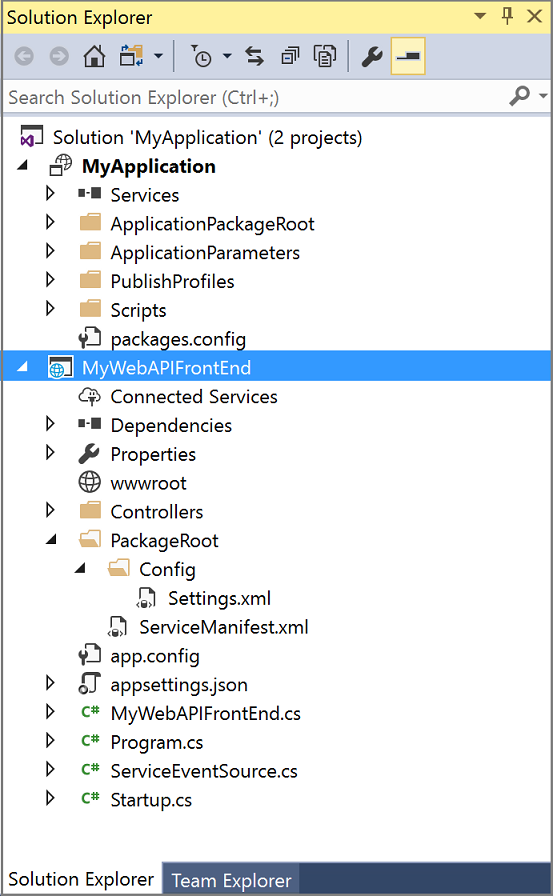 Solution Explorer
Search Solution Explorer (Ctrl+;)
Solution 'MyApplication' (2 projects)
MyApplication
Services
ApplicationPackageRoot
ApplicationParameters
PublishProfiles
Scripts
packages.config
MyWebAPIFrontEnd
Connected Services
Dependencies
Properties
wwwroot
Controllers
PackageRoot
Config
Settings.xml
ServiceManifest.xml
app.config
appsettings.json
C# MyWebAPIFrontEnd.cs
C# Program.cs
C# ServiceEventSource.cs
C# Startup.cs
Solution Explorer Team Explorer